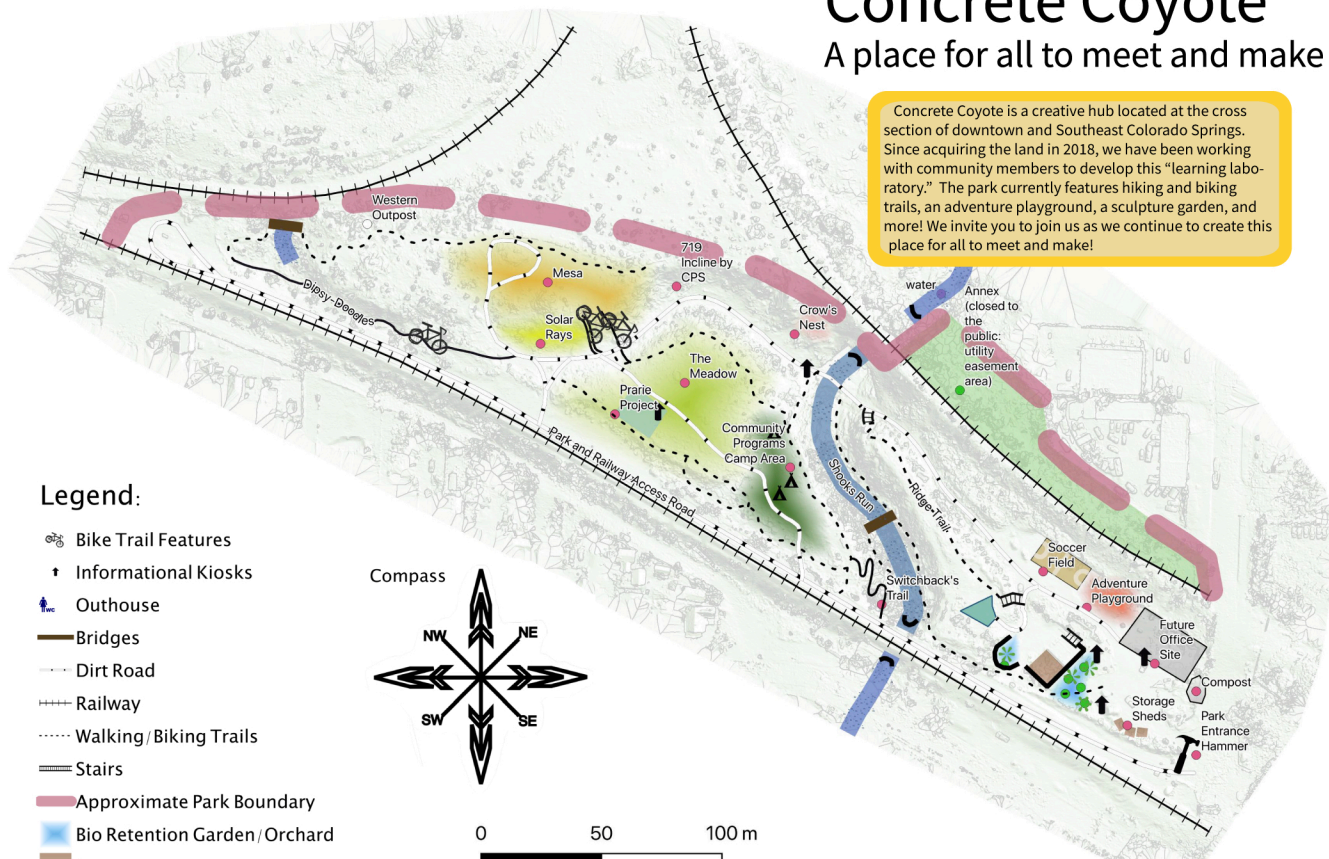 Concrete Coyote
A place for all to meet and make
Concrete Coyote is a creative hub located at the cross
section of downtown and Southeast Colorado Springs.
Since acquiring the land in 2018, we have been working
with community members to develop this “learning labo-
ratory.”  The park currently features hiking and biking
trails, an adventure playground, a sculpture garden, and
more! We invite you to join us as we continue to create this
place for all to meet and make!
Western
Outpost
719
Incline by
CPS
Mesa
Dipsy-Doodles
Solar
Rays
Crow's
Nest
water
Annex
(closed to
the
public:
utility
easement
area)
The
Meadow
Prarie
Project
Community
Programs
Camp Area
Park and Railway Access Road
Shooks Run
Ridge Trail
Soccer
Field
Adventure
Playground
Switchback's
Trail
Future
Office
Site
Compost
Storage
Sheds
Park
Entrance
Hammer
Legend:
Bike Trail Features
Informational Kiosks
WC
Outhouse
Bridges
Dirt Road
Railway
Walking/Biking Trails
Stairs
Approximate Park Boundary
Bio Retention Garden/Orchard
Compass
NW
NE
SW
SE
0
50
100 m